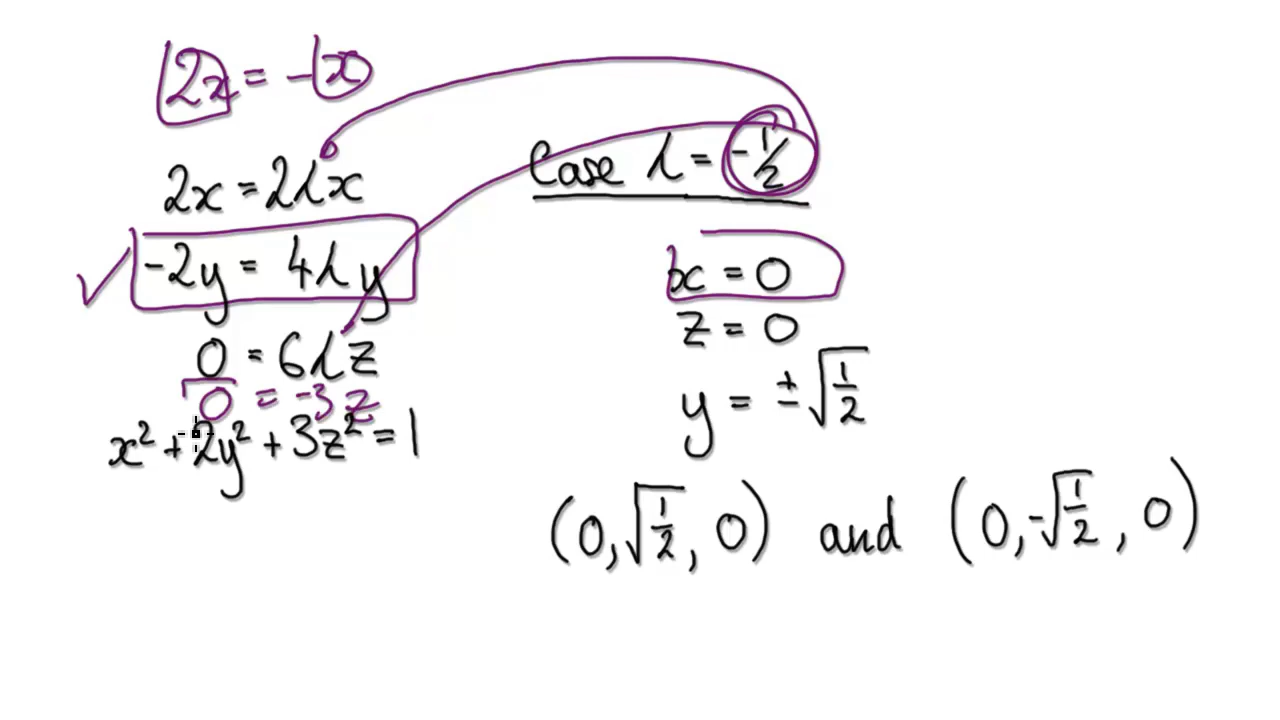 2x = -x
2x = 2λx
-2y = 4λy
0 = 6λz
0 = -3z
x² + 2y² + 3z² = 1
Case λ = -1/2
x = 0
z = 0
y = ±√(1/2)
(0, √(1/2), 0) and (0, -√(1/2), 0)